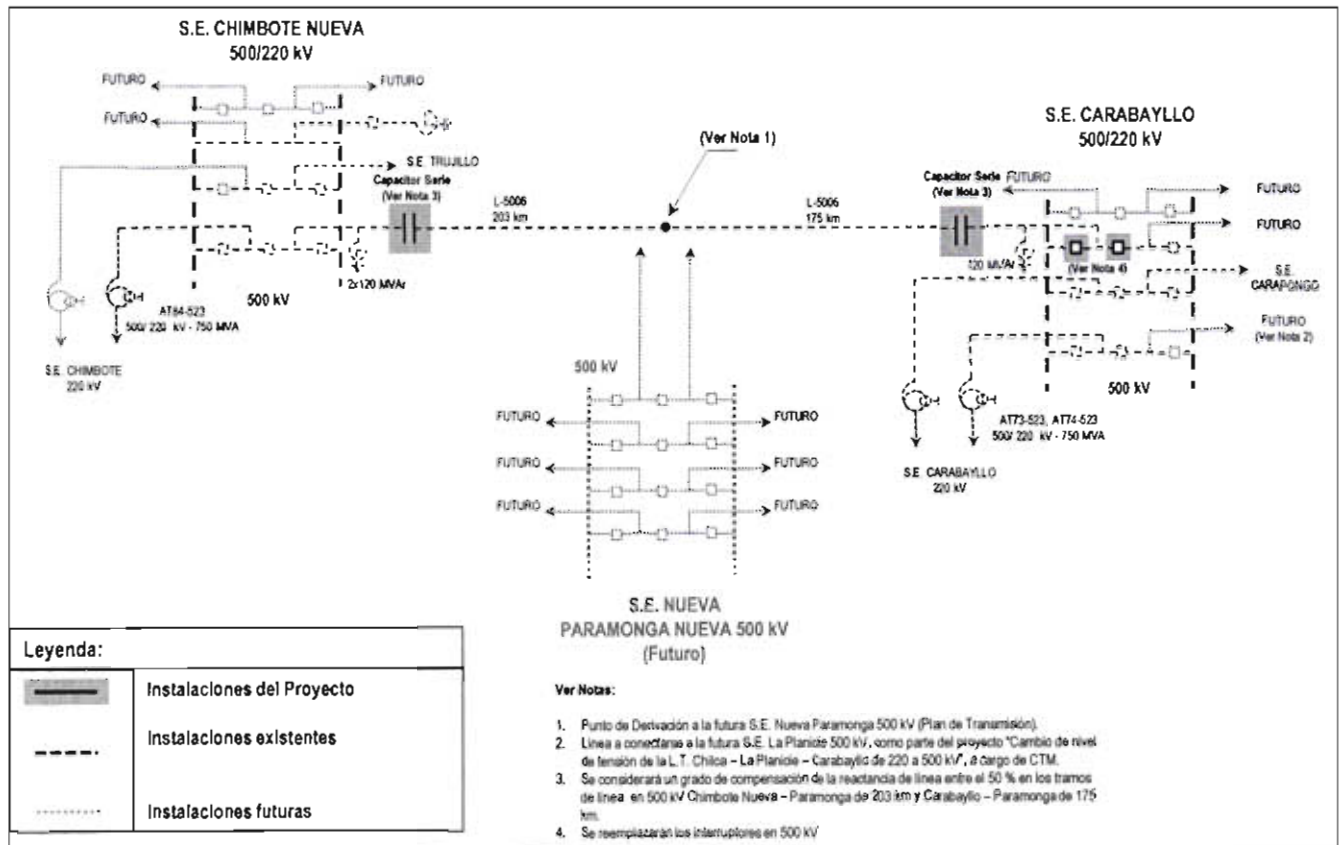 S.E. CHIMBOTE NUEVA
500/220 kV
FUTURO
FUTURO
FUTURO
S.E. TRUJILLO
Capacitor Serie
(Ver Nota 3)
L-5006
203 km
2x120 MVAr
500 kV
AT84-523
500/ 220 kV - 750 MVA
S.E. CHIMBOTE
220 kV
(Ver Nota 1)
L-5006
175 km
S.E. CARABAYLLO
500/220 kV
Capacitor Serie
(Ver Nota 3)
FUTURO
FUTURO
FUTURO
120 MVAr
(Ver Nota 4)
S.E.
CARAPONGO
FUTURO
(Ver Nota 2)
500 kV
AT73-523, AT74-523
500/ 220 kV - 750 MVA
S.E. CARABAYLLO
220 kV
500 kV
FUTURO
FUTURO
FUTURO
FUTURO
FUTURO
FUTURO
S.E. NUEVA
PARAMONGA NUEVA 500 kV
(Futuro)
Leyenda:
Instalaciones del Proyecto
Instalaciones existentes
Instalaciones futuras
Ver Notas:
1. Punto de Derivación a la futura S.E. Nueva Paramonga 500 kV (Plan de Transmisión).
2. Linea a conectarse a la futura S.E. La Planicie 500 kV, como parte del proyecto "Cambio de nivel
de tensión de la L.T. Chilca – La Planicie – Carabayllo de 220 a 500 kV", a cargo de CTM.
3. Se considerará un grado de compensación de la reactancia de línea entre el 50 % en los tramos
de línea en 500 kV Chimbote Nueva – Paramonga de 203 km y Carabayllo – Paramonga de 175
km.
4. Se reemplazarán los interruptores en 500 kV